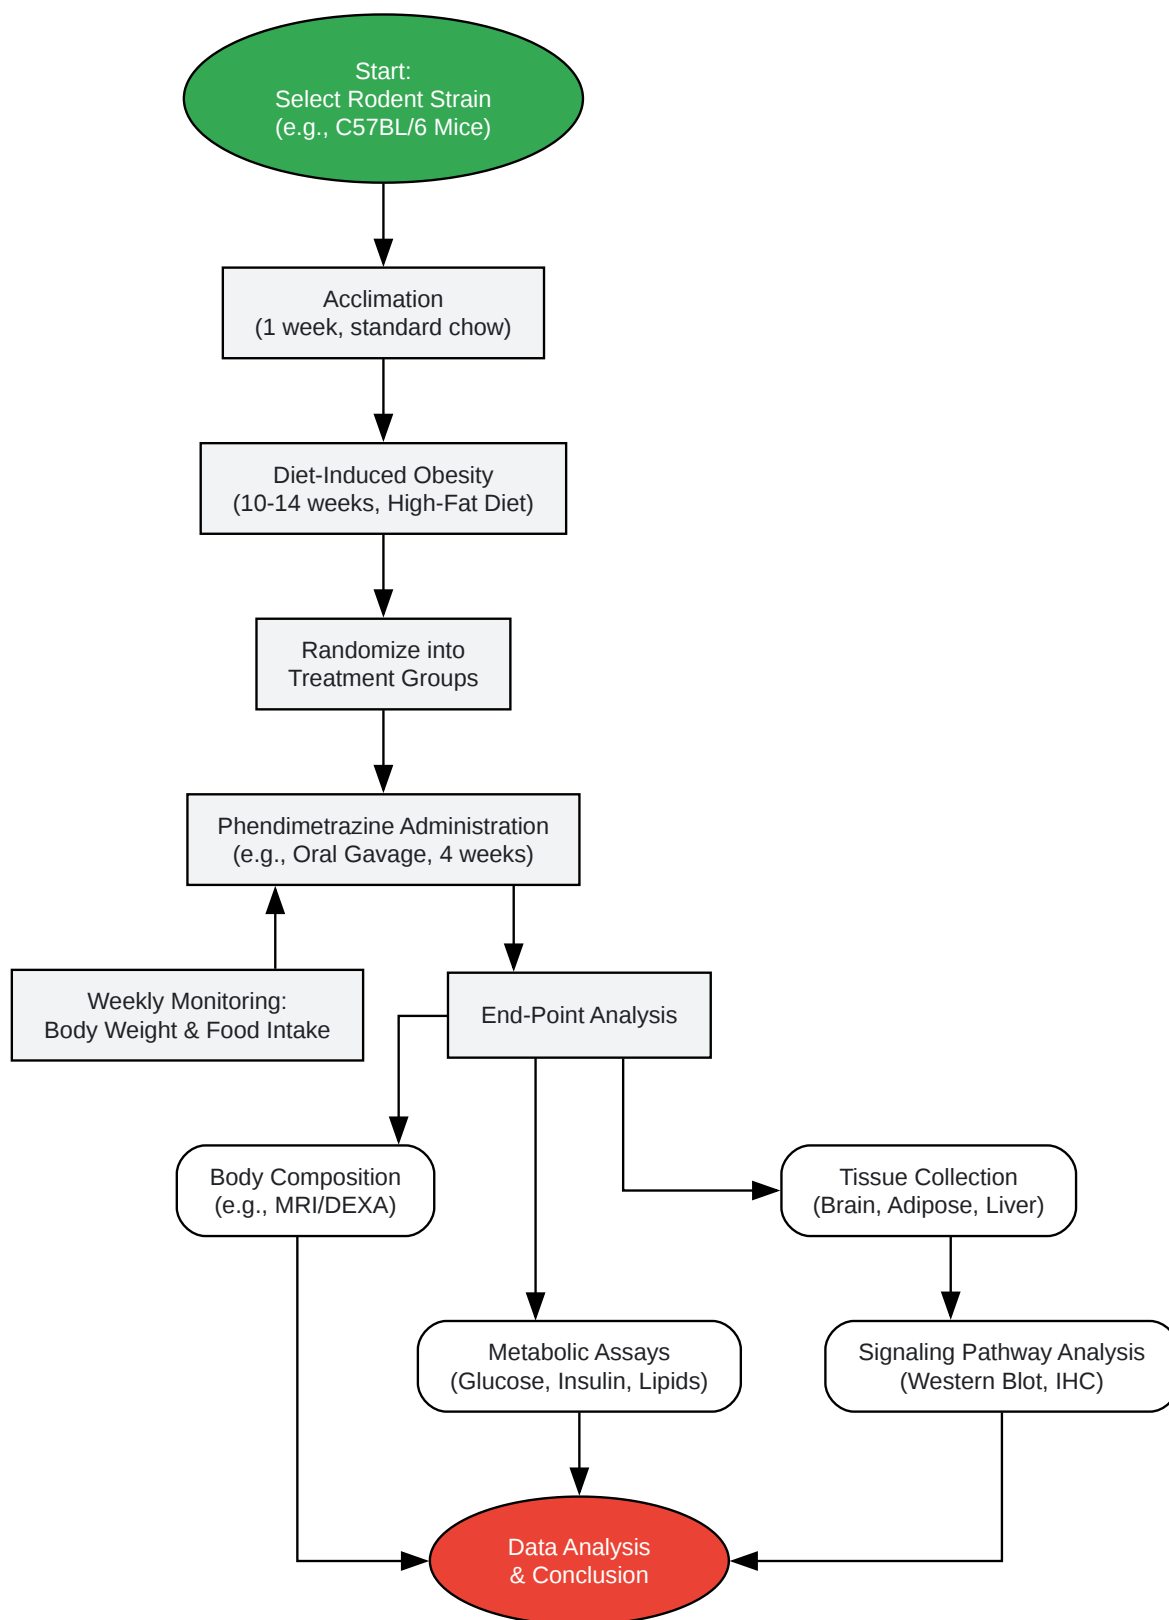 Start:
Select Rodent Strain
(e.g., C57BL/6 Mice)
Acclimation
(1 week, standard chow)
Diet-Induced Obesity
(10-14 weeks, High-Fat Diet)
Randomize into
Treatment Groups
Phendimetrazine Administration
(e.g., Oral Gavage, 4 weeks)
Weekly Monitoring:
Body Weight & Food Intake
End-Point Analysis
Body Composition
(e.g., MRI/DEXA)
Tissue Collection
(Brain, Adipose, Liver)
Metabolic Assays
(Glucose, Insulin, Lipids)
Signaling Pathway Analysis
(Western Blot, IHC)
Data Analysis
& Conclusion